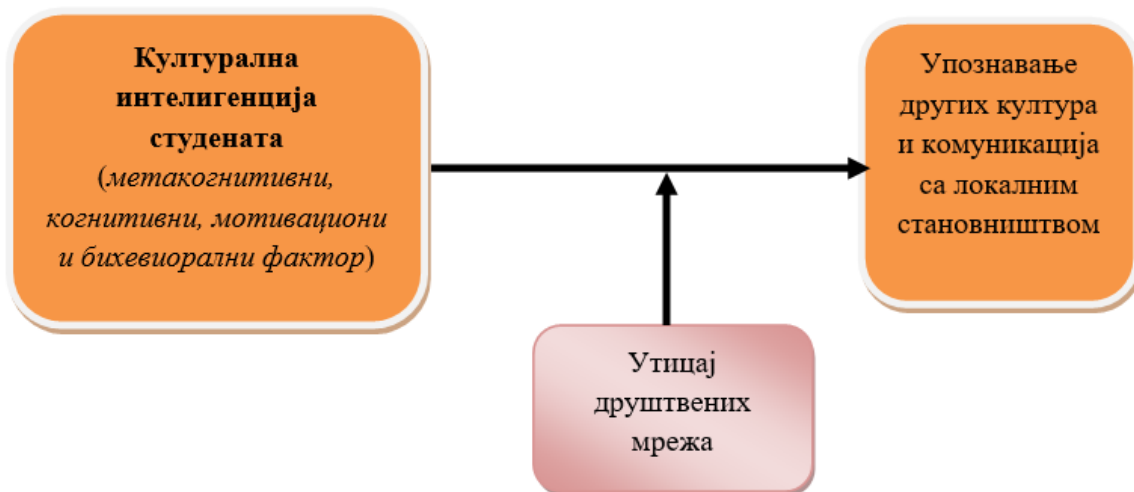 Културална
интелигенција
студената
(метакогнитивни,
когнитивни, мотивациони
и бихевиорални фактор)
Упознавање
других култура
и комуникација
са локалним
становништвом
Утицај
друштвених
мрежа